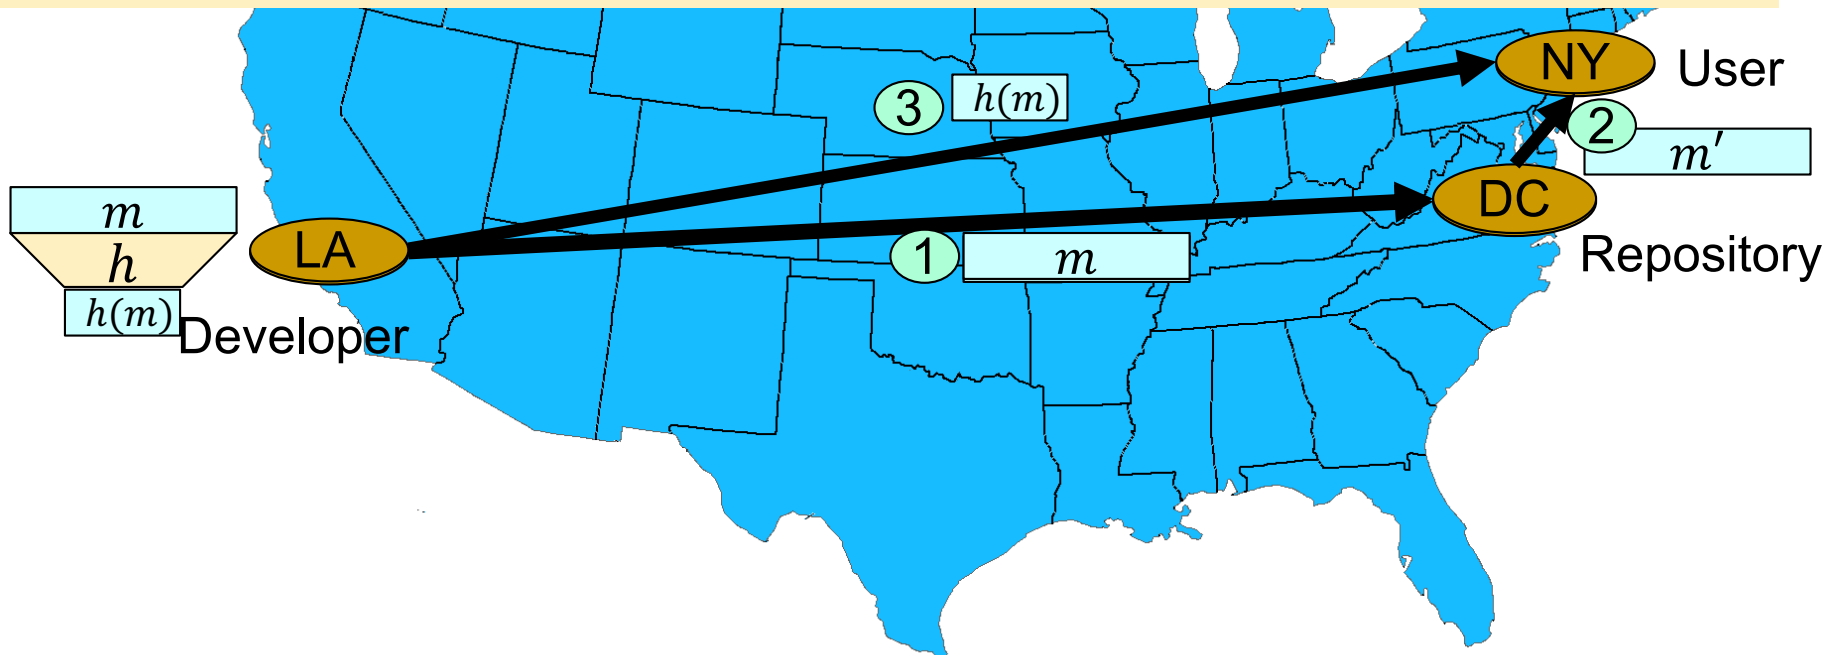 NY
User
3
h(m)
2
m′
m
DC
LA
h
1
m
Repository
h(m)
Developer